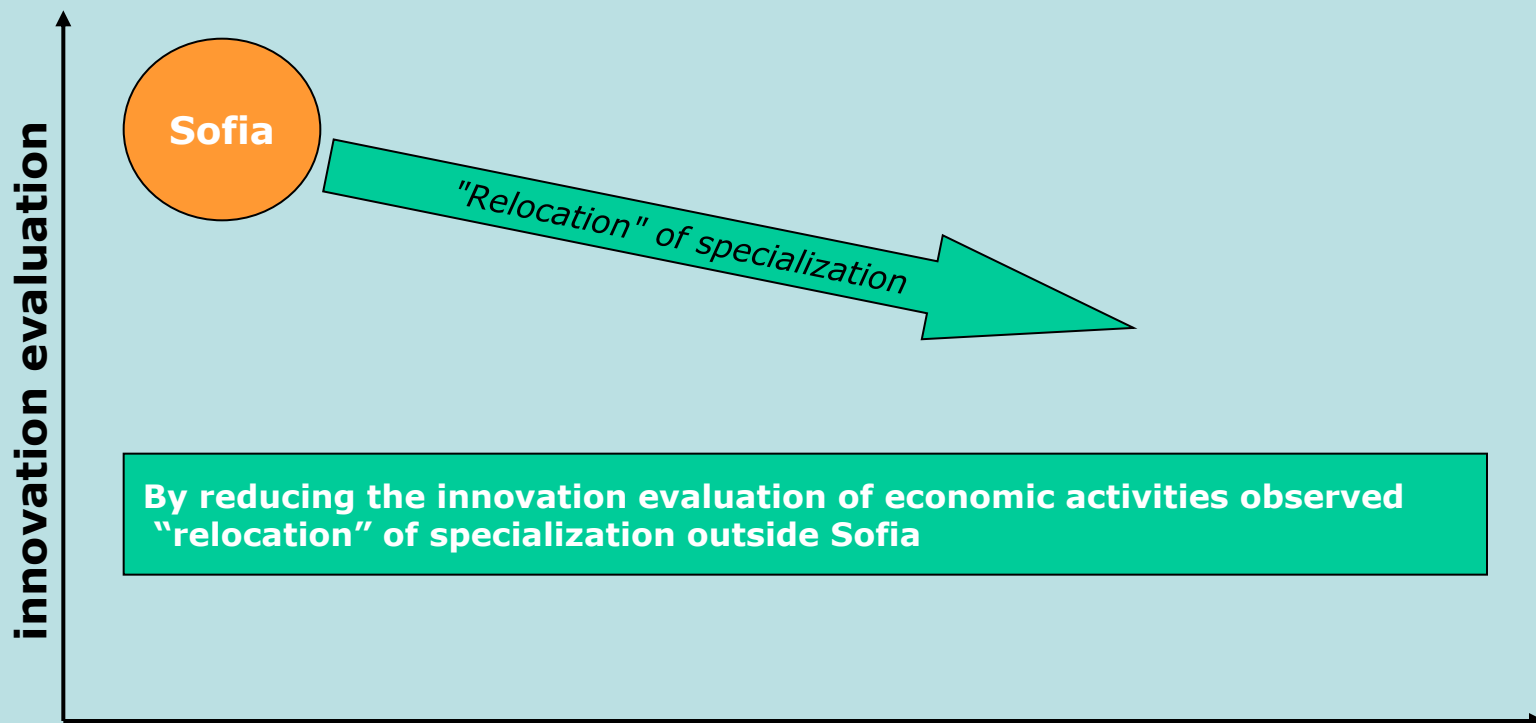 innovation evaluation
Sofia
"Relocation" of specialization
By reducing the innovation evaluation of economic activities observed
“relocation” of specialization outside Sofia